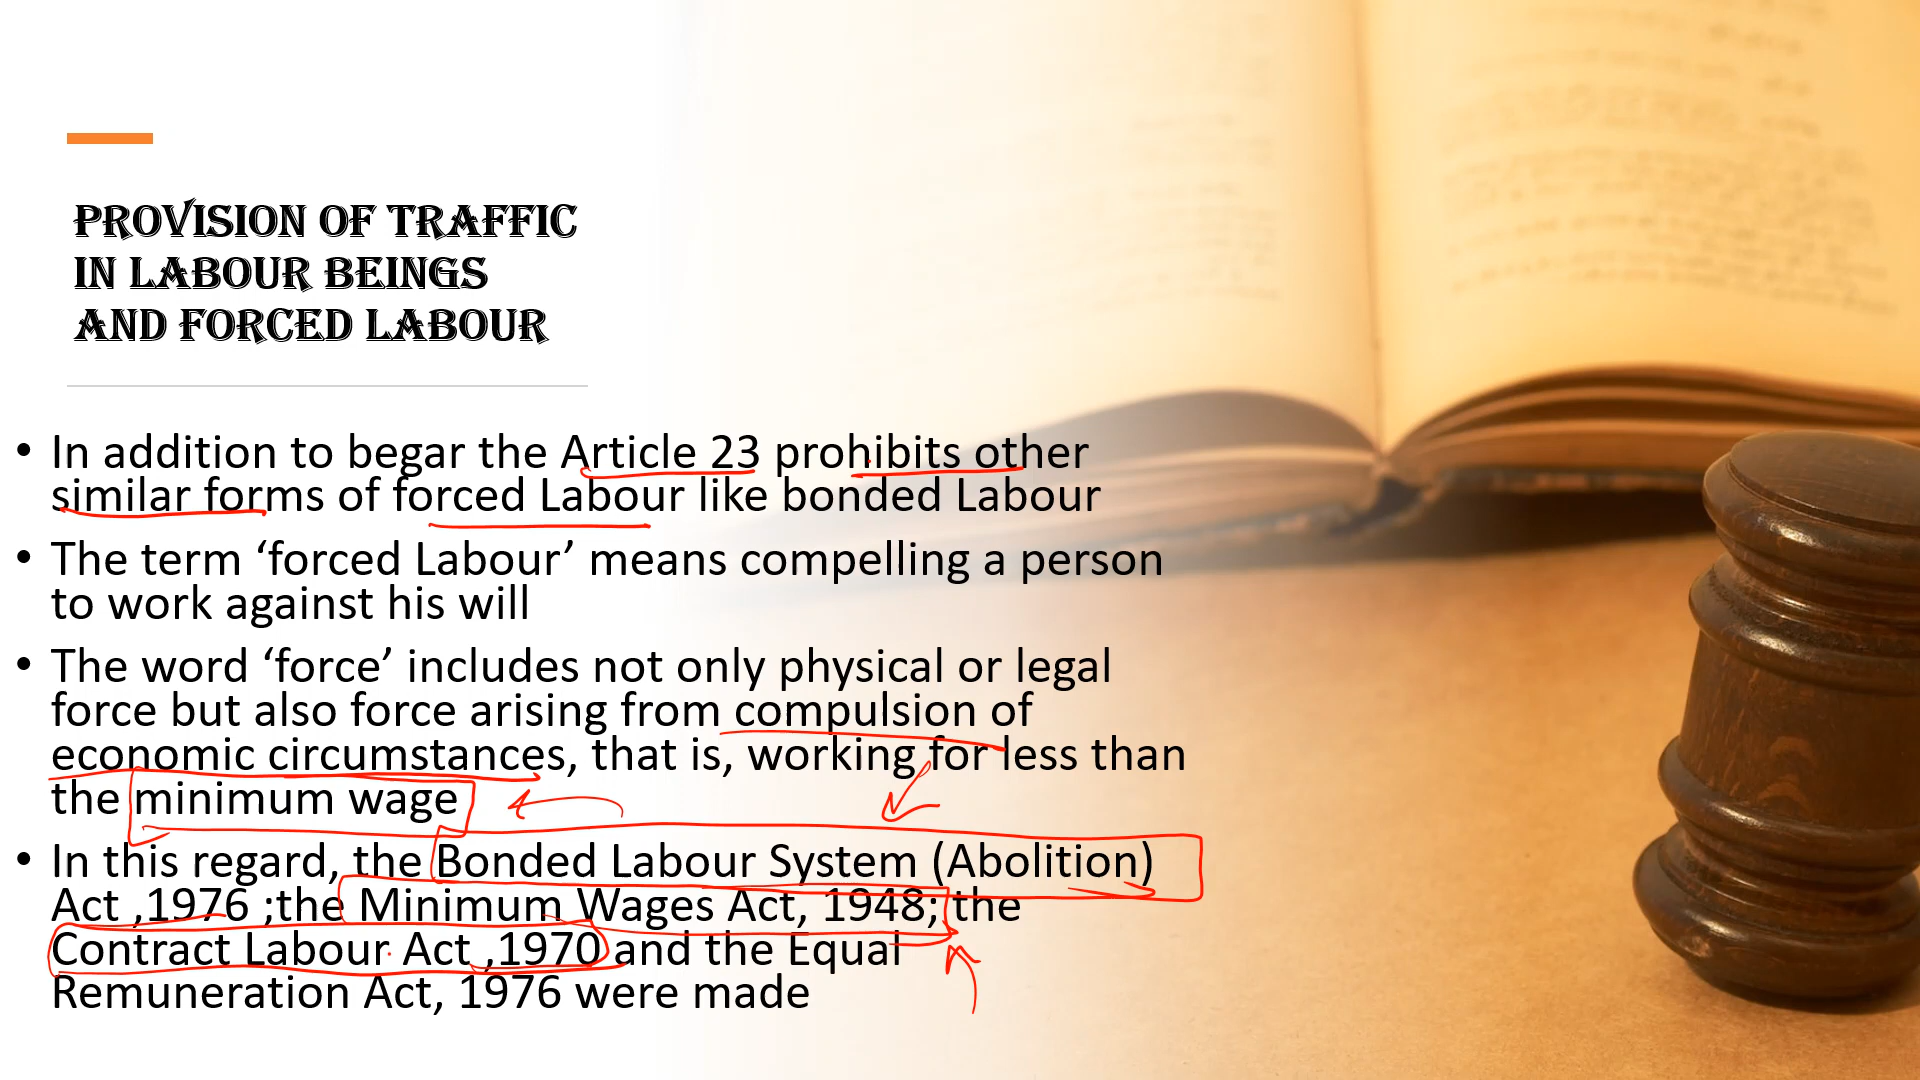 PROVISION OF TRAFFIC
IN LABOUR BEINGS
AND FORCED LABOUR
• In addition to begar the Article 23 prohibits other
similar forms of forced Labour like bonded Labour
• The term ‘forced Labour’ means compelling a person
to work against his will
• The word ‘force’ includes not only physical or legal
force but also force arising from compulsion of
economic circumstances, that is, working for less than
the minimum wage
• In this regard, the Bonded Labour System (Abolition)
Act ,1976 ;the Minimum Wages Act, 1948; the
Contract Labour Act ,1970 and the Equal
Remuneration Act, 1976 were made